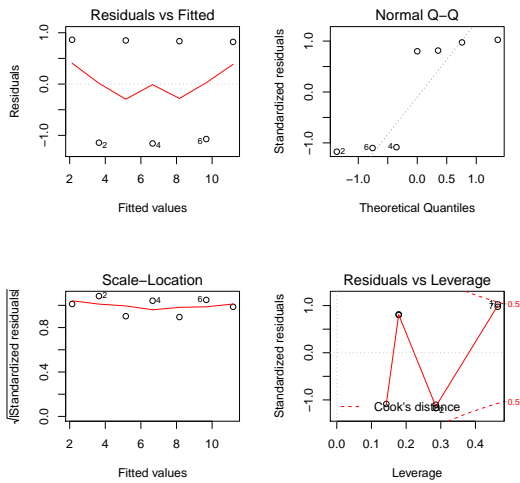 Residuals vs Fitted
Residuals
1.0
0.0
−1.0
2
4
6
2 4 6 8 10
Fitted values
Normal Q−Q
Standardized residuals
1.0
0.0
−1.0
2
6
4
−1.0 0.0 0.5 1.0
Theoretical Quantiles
Scale−Location
√|Standardized residuals|
0.8
0.4
0.0
2
4
6
2 4 6 8 10
Fitted values
Residuals vs Leverage
Standardized residuals
1.0
0.0
−1.0
0.5
0.5
2
Cook's distance
0.0 0.1 0.2 0.3 0.4
Leverage